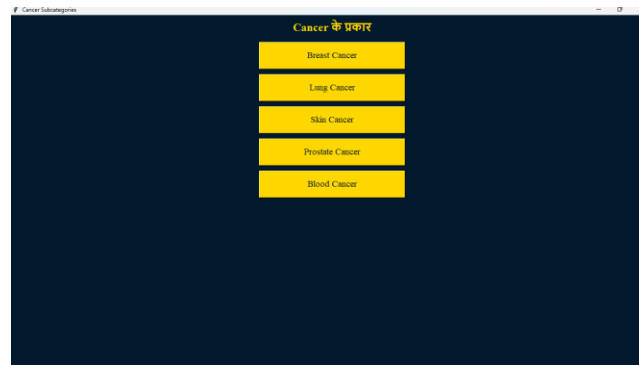 Cancer Subcategories
Cancer के प्रकार
Breast Cancer
Lung Cancer
Skin Cancer
Prostate Cancer
Blood Cancer